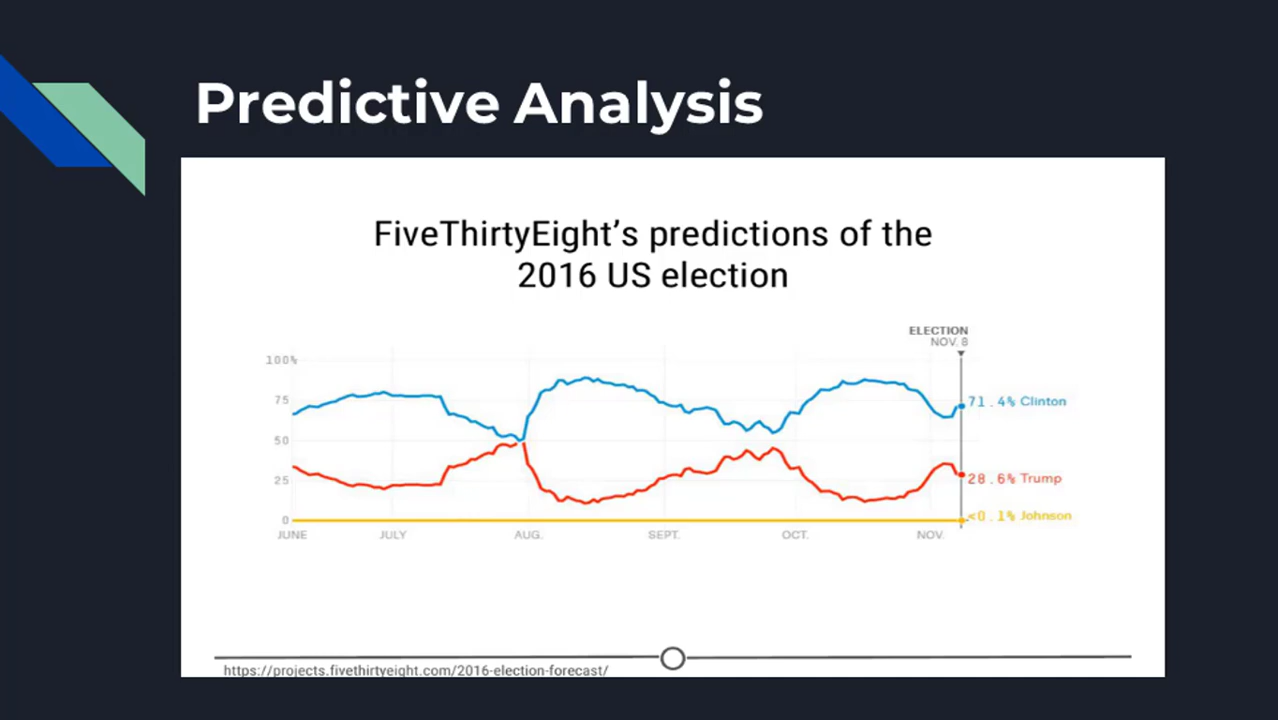 Predictive Analysis
FiveThirtyEight’s predictions of the
2016 US election
ELECTION
NOV. 8
100%
75
50
25
0
71.4% Clinton
28.6% Trump
<0.1% Johnson
JUNE JULY AUG. SEPT. OCT. NOV.
https://projects.fivethirtyeight.com/2016-election-forecast/